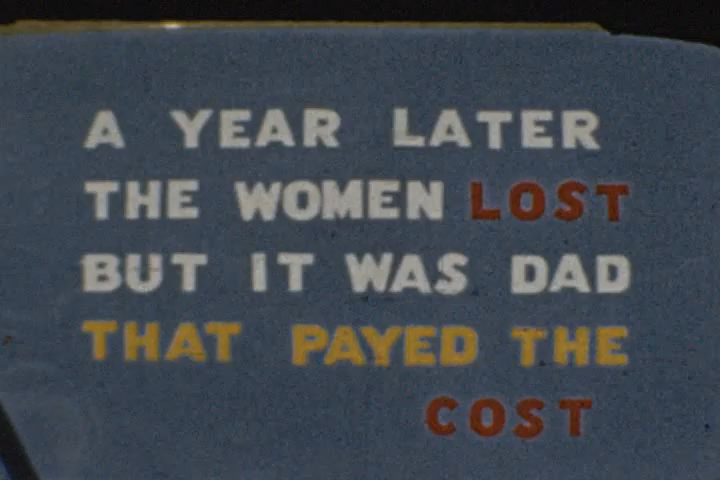 A YEAR LATER
THE WOMEN LOST
BUT IT WAS DAD
THAT PAYED THE
COST